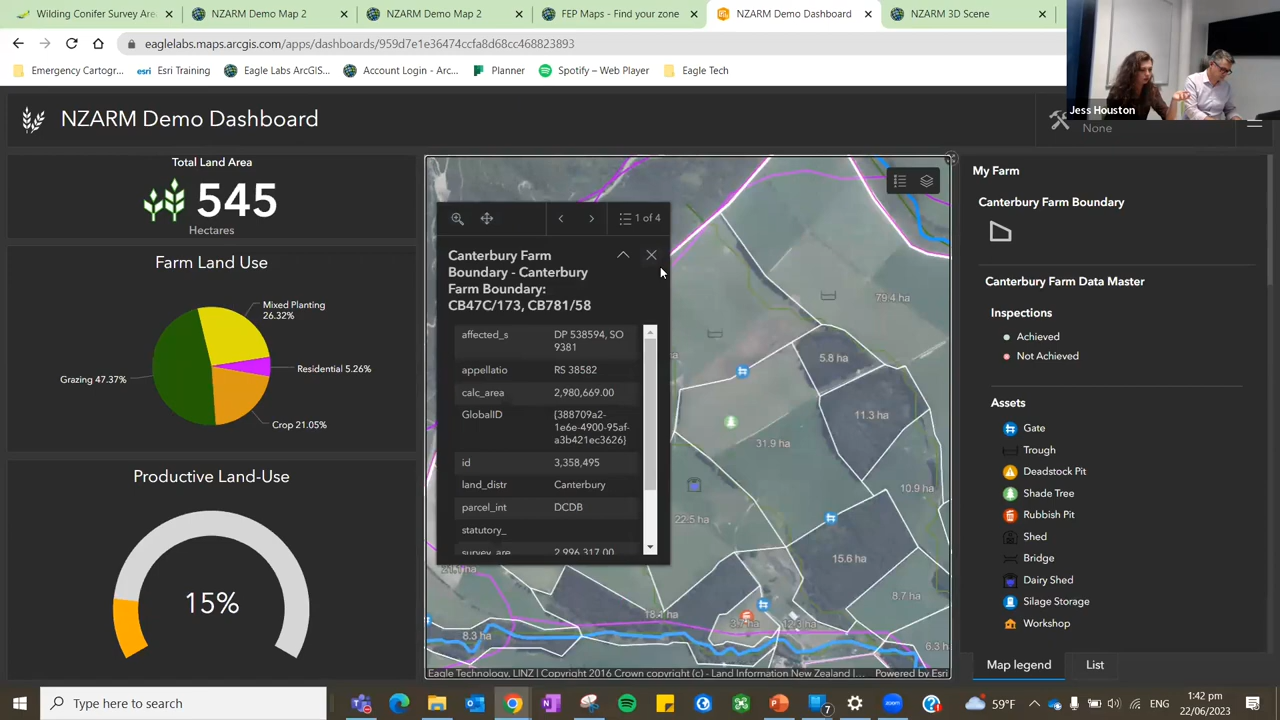 Wilding Conifer Survey Area
NZARM Demo Map 2
NZARM Demo Map 2
FEP Maps - Find your zone
NZARM Demo Dashboard
NZARM 3D Scene
eaglelabs.maps.arcgis.com/apps/dashboards/959d7e1e36474ccfa8d68cc468823893
Emergency Cartogr...
esri Esri Training
Eagle Labs ArcGIS...
Account Login - Arc...
Planner
Spotify – Web Player
Eagle Tech
Jess Houston
NZARM Demo Dashboard
None
Total Land Area
545
Hectares
Farm Land Use
Mixed Planting
26.32%
Grazing 47.37%
Residential 5.26%
Crop 21.05%
Productive Land-Use
15%
1 of 4
Canterbury Farm
Boundary - Canterbury
Farm Boundary:
CB47C/173, CB781/58
affected_s DP 538594, SO
9381
appellatio RS 38582
calc_area 2,980,669.00
GlobalID {388709a2-
1e6e-4900-95af-
a3b421ec3626}
id 3,358,495
land_distr Canterbury
parcel_int DCDB
statutory_
survey_are 2,996,317.00
79.4 ha
5.8 ha
11.3 ha
31.9 ha
10.9 ha
22.5 ha
15.6 ha
8.7 ha
18.1 ha
3.7 ha
12.3 ha
8.3 ha
6.3 h
Eagle Technology, LINZ | Copyright 2016 Crown copyright (c) - Land Information New Zealand |...
Powered by Esri
My Farm
Canterbury Farm Boundary
Canterbury Farm Data Master
Inspections
Achieved
Not Achieved
Assets
Gate
Trough
Deadstock Pit
Shade Tree
Rubbish Pit
Shed
Bridge
Dairy Shed
Silage Storage
Workshop
Map legend
List
Type here to search
7
59°F
1:42 pm
22/06/2023